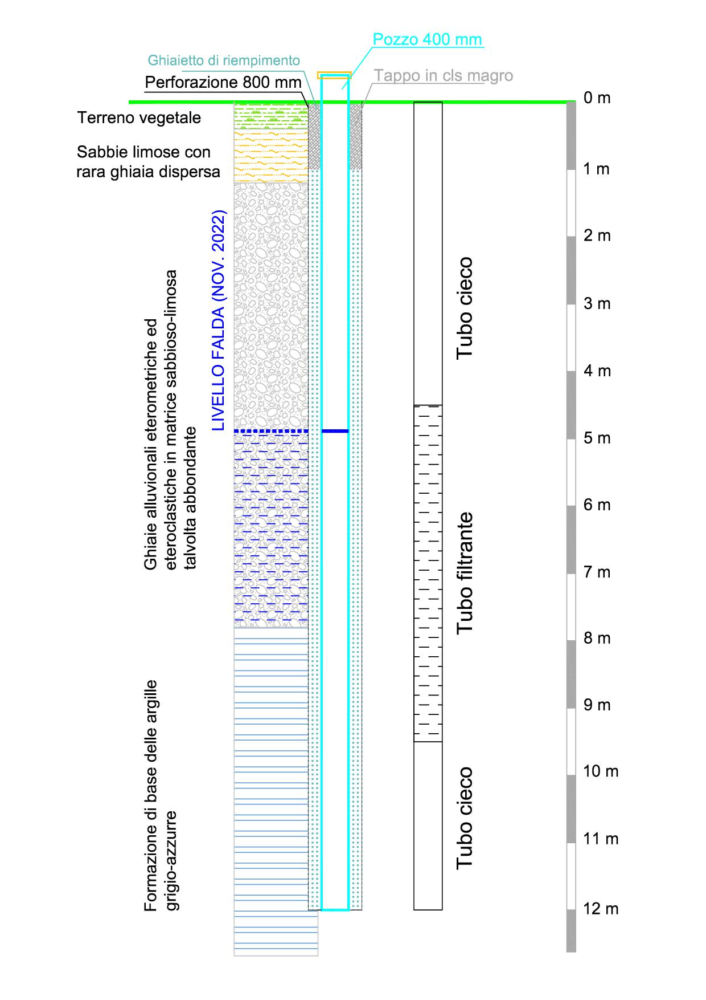 Pozzo 400 mm
Ghiaietto di riempimento
Perforazione 800 mm
Tappo in cls magro
0 m
Terreno vegetale
Sabbie limose con
rara ghiaia dispersa
1 m
LIVELLO FALDA (NOV. 2022)
2 m
Tubo cieco
3 m
Ghiaie alluvionali eterometriche ed
eteroclastiche in matrice sabbioso-limosa
talvolta abbondante
4 m
5 m
6 m
Tubo filtrante
7 m
8 m
Formazione di base delle argille
grigio-azzurre
9 m
10 m
Tubo cieco
11 m
12 m